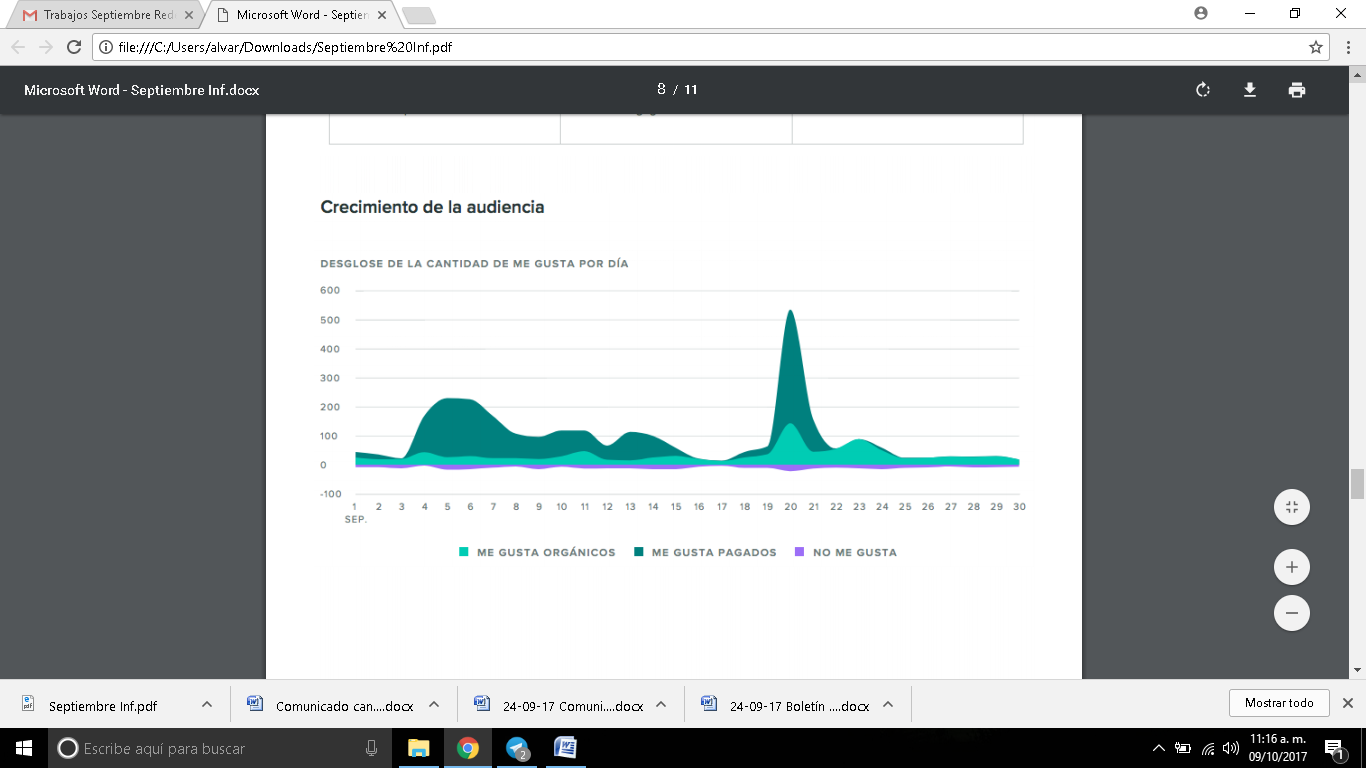 Trabajos Septiembre Red
Microsoft Word - Septien
file:///C:/Users/alvar/Downloads/Septiembre%20Inf.pdf
Microsoft Word - Septiembre Inf.docx
8 / 11
Crecimiento de la audiencia
DESGLOSE DE LA CANTIDAD DE ME GUSTA POR DÍA
600
500
400
300
200
100
0
-100
1 2 3 4 5 6 7 8 9 10 11 12 13 14 15 16 17 18 19 20 21 22 23 24 25 26 27 28 29 30
SEP.
ME GUSTA ORGÁNICOS ME GUSTA PAGADOS NO ME GUSTA
Septiembre Inf.pdf
Comunicado can....docx
24-09-17 Comuni....docx
24-09-17 Boletín ....docx
Mostrar todo
Escribe aquí para buscar
2
11:16 a. m.
09/10/2017
1